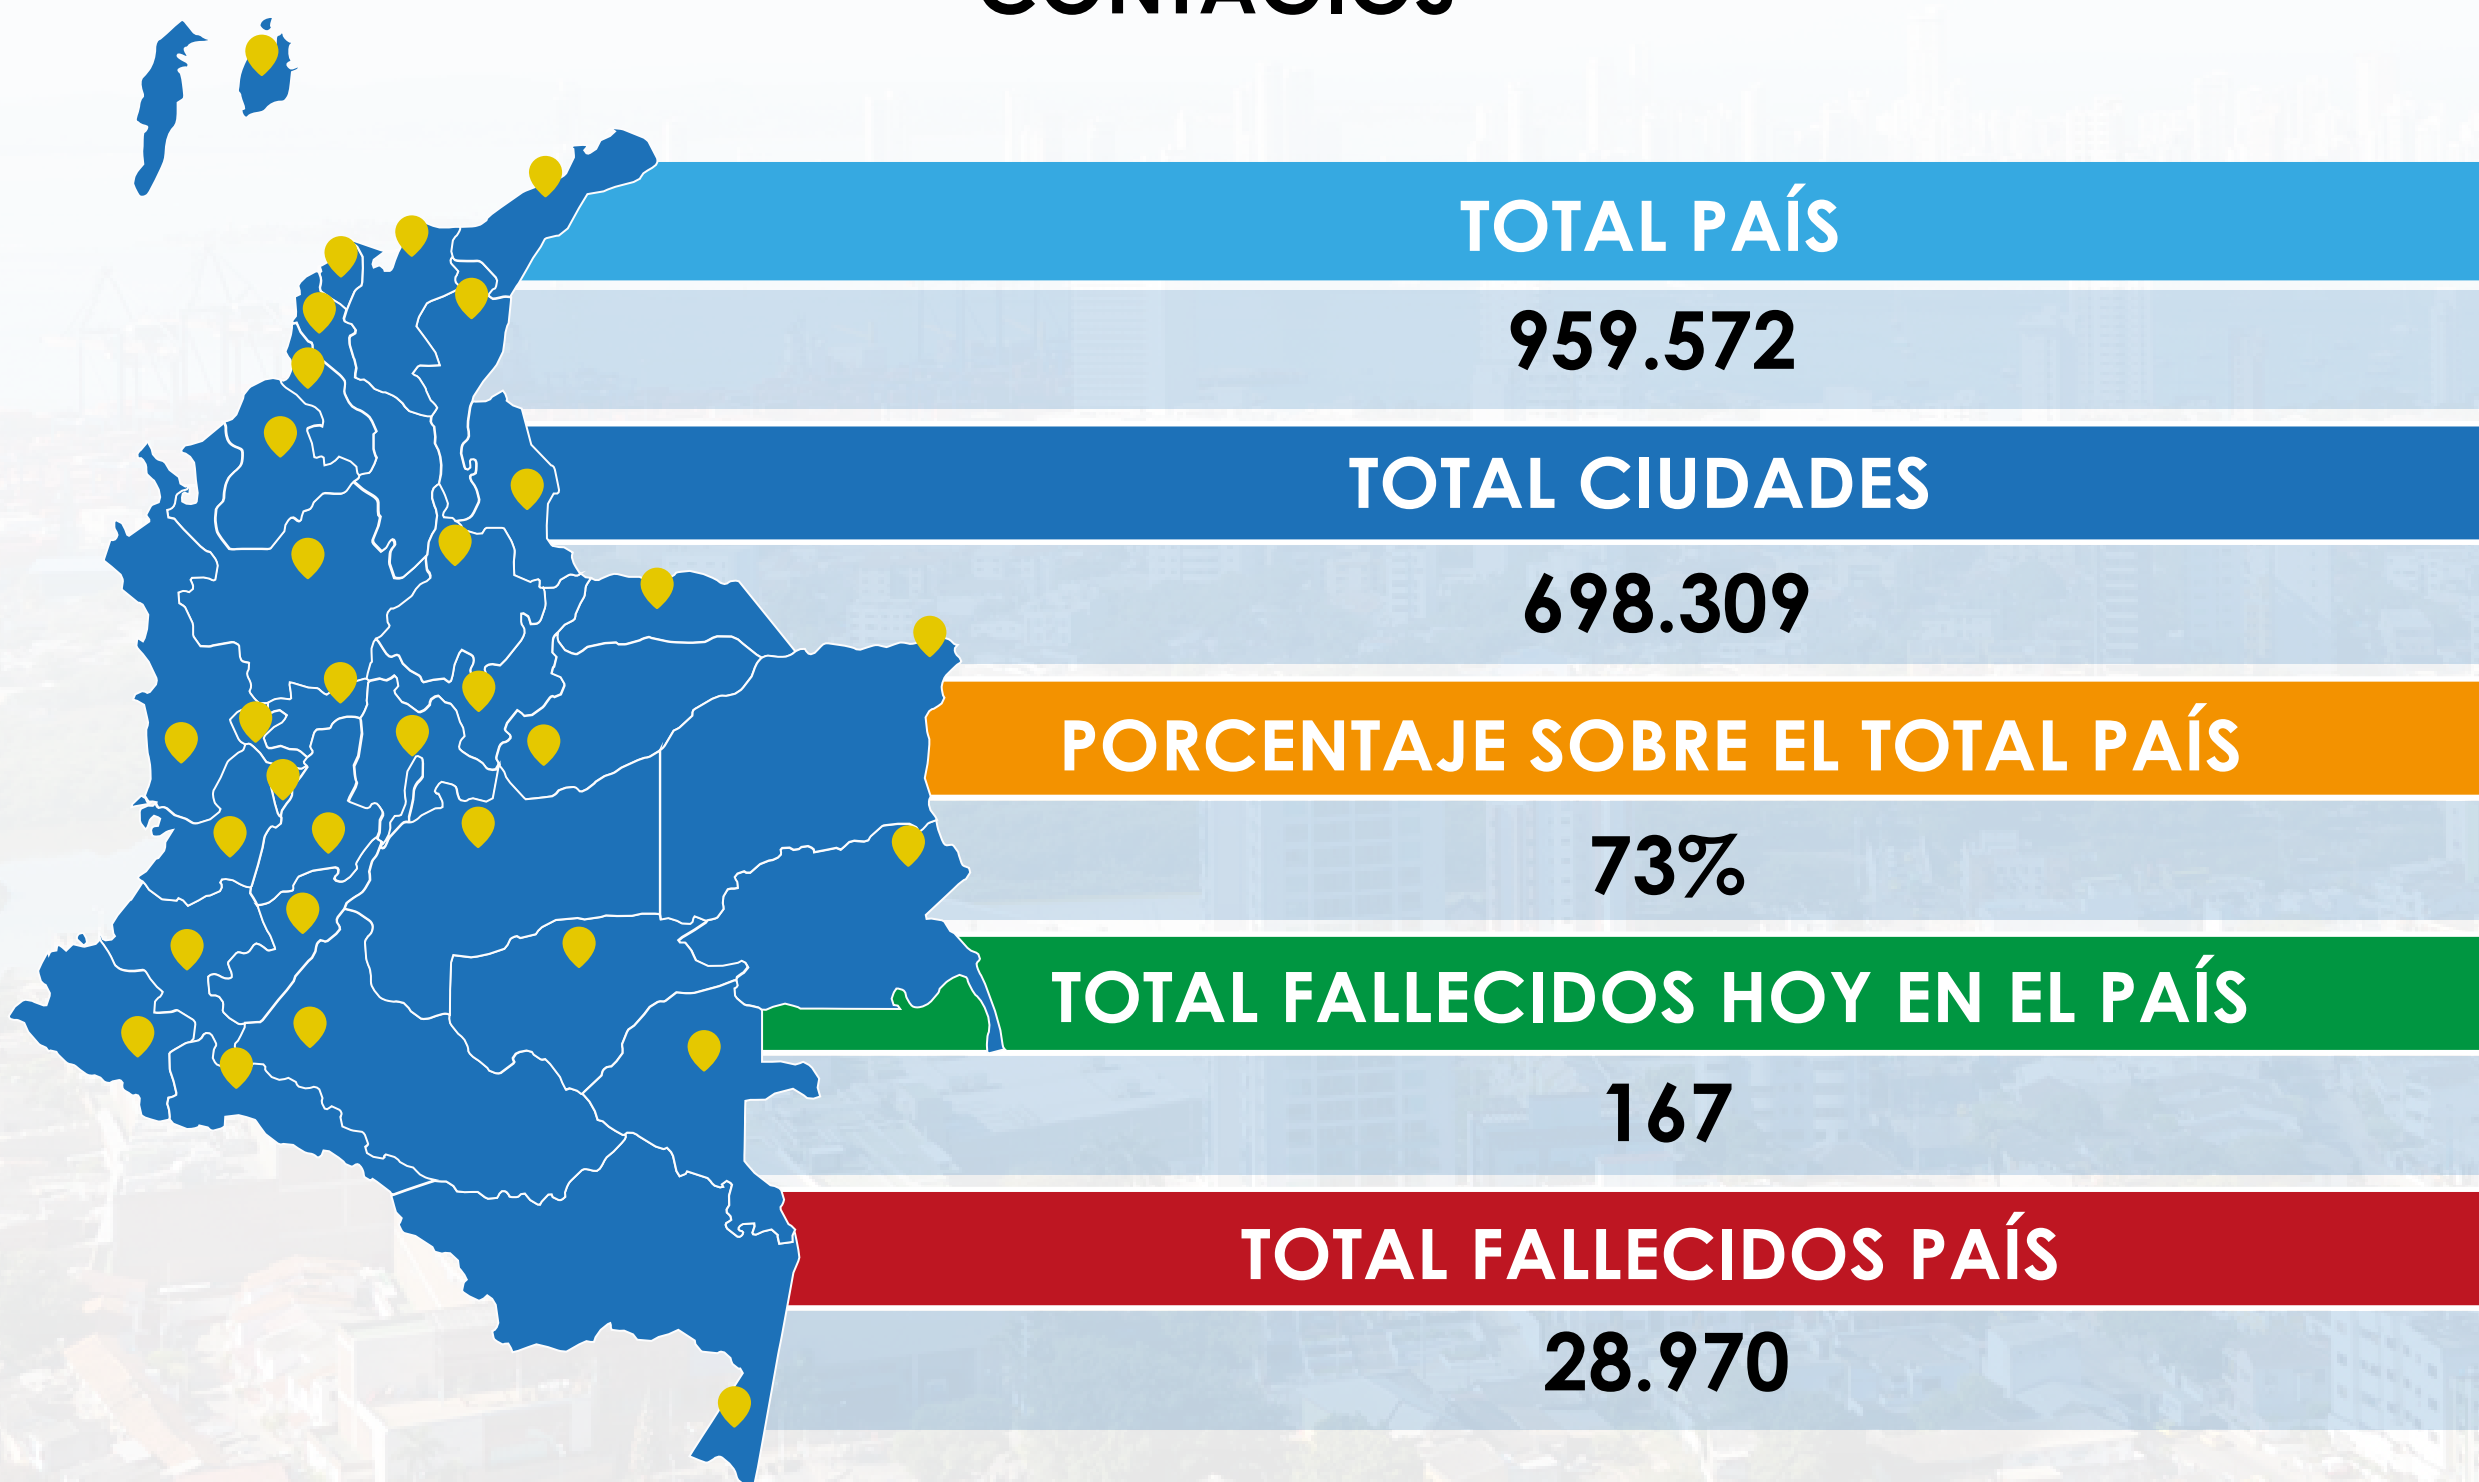 CONTAGIOS
TOTAL PAÍS
959.572
TOTAL CIUDADES
698.309
PORCENTAJE SOBRE EL TOTAL PAÍS
73%
TOTAL FALLECIDOS HOY EN EL PAÍS
167
TOTAL FALLECIDOS PAÍS
28.970